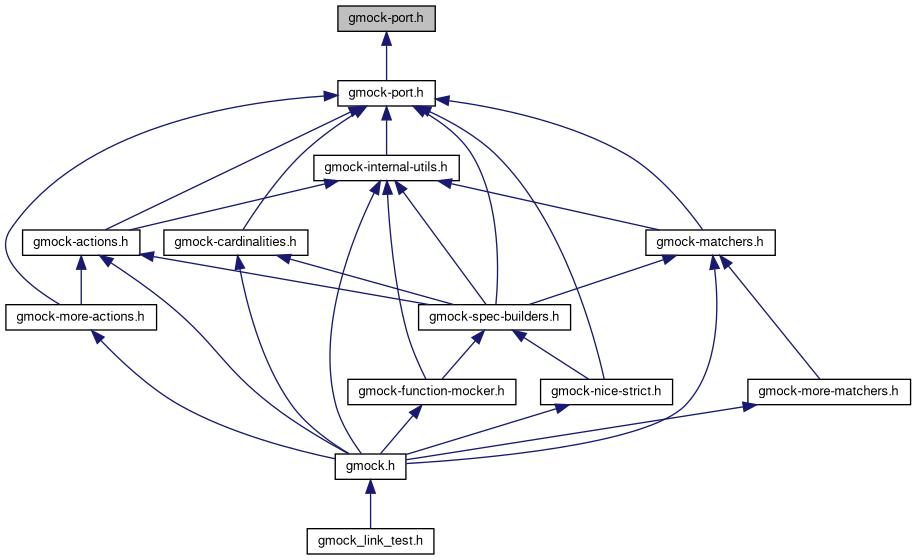 gmock-port.h
gmock-port.h
gmock-internal-utils.h
gmock-actions.h
gmock-cardinalities.h
gmock-matchers.h
gmock-more-actions.h
gmock-spec-builders.h
gmock-function-mocker.h
gmock-nice-strict.h
gmock-more-matchers.h
gmock.h
gmock_link_test.h